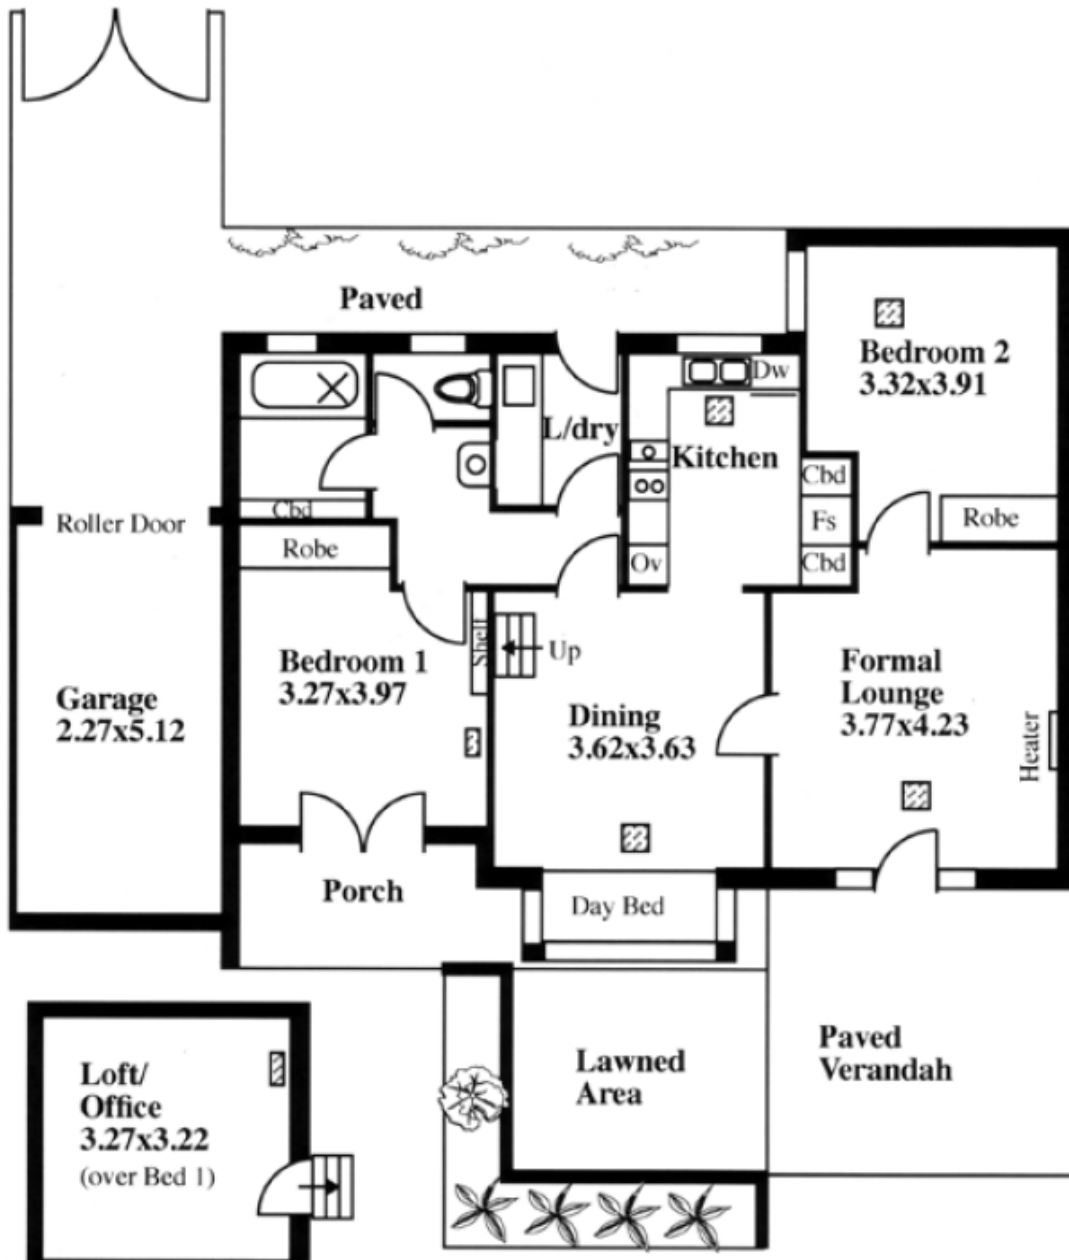 Paved
Bedroom 2
3.32x3.91
Dw
L/dry
Kitchen
Cbd
Fs
Cbd
Robe
Cbd
Roller Door
Robe
Ov
Shelf
Up
Bedroom 1
3.27x3.97
Garage
2.27x5.12
Dining
3.62x3.63
Formal
Lounge
3.77x4.23
Heater
Porch
Day Bed
Loft/
Office
3.27x3.22
(over Bed 1)
Lawned
Area
Paved
Verandah